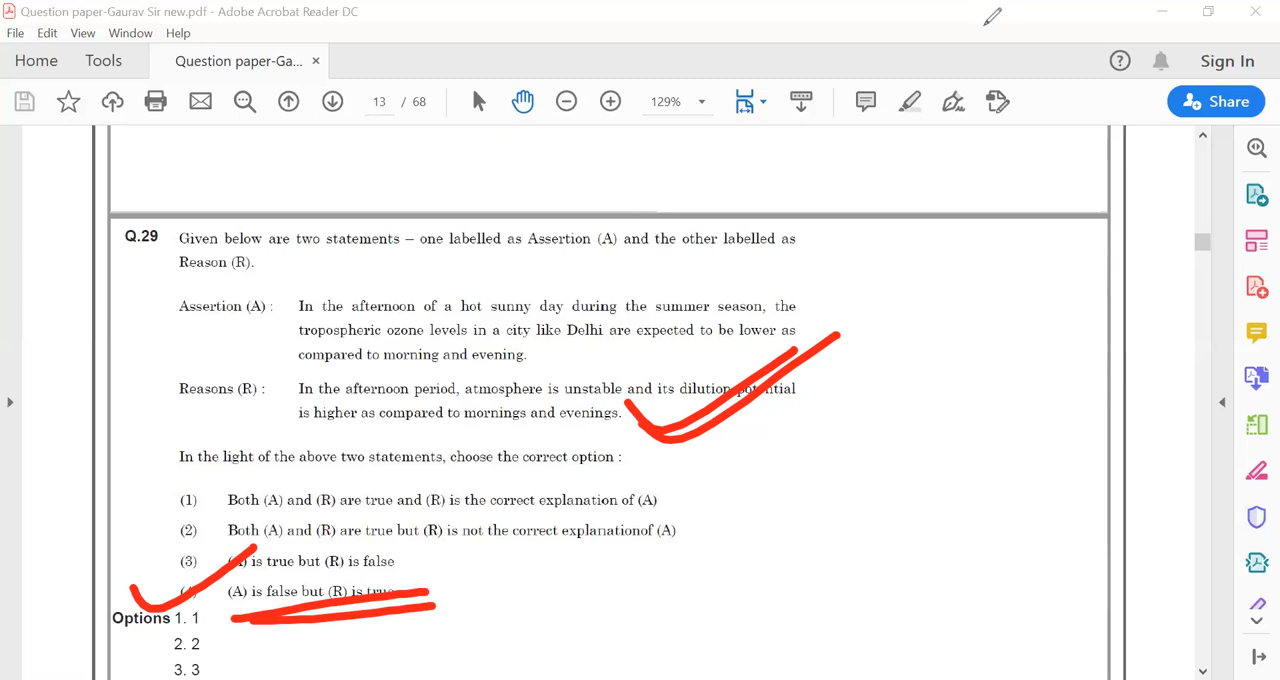 Question paper-Gaurav Sir new.pdf - Adobe Acrobat Reader DC
File Edit View Window Help
Home Tools Question paper-Ga... × Sign In
13 / 68 129% Share
Q.29 Given below are two statements – one labelled as Assertion (A) and the other labelled as
Reason (R).
Assertion (A) : In the afternoon of a hot sunny day during the summer season, the
tropospheric ozone levels in a city like Delhi are expected to be lower as
compared to morning and evening.
Reasons (R) : In the afternoon period, atmosphere is unstable and its dilution potential
is higher as compared to mornings and evenings.
In the light of the above two statements, choose the correct option :
(1) Both (A) and (R) are true and (R) is the correct explanation of (A)
(2) Both (A) and (R) are true but (R) is not the correct explanationof (A)
(3) (A) is true but (R) is false
(4) (A) is false but (R) is true
Options 1. 1
2. 2
3. 3